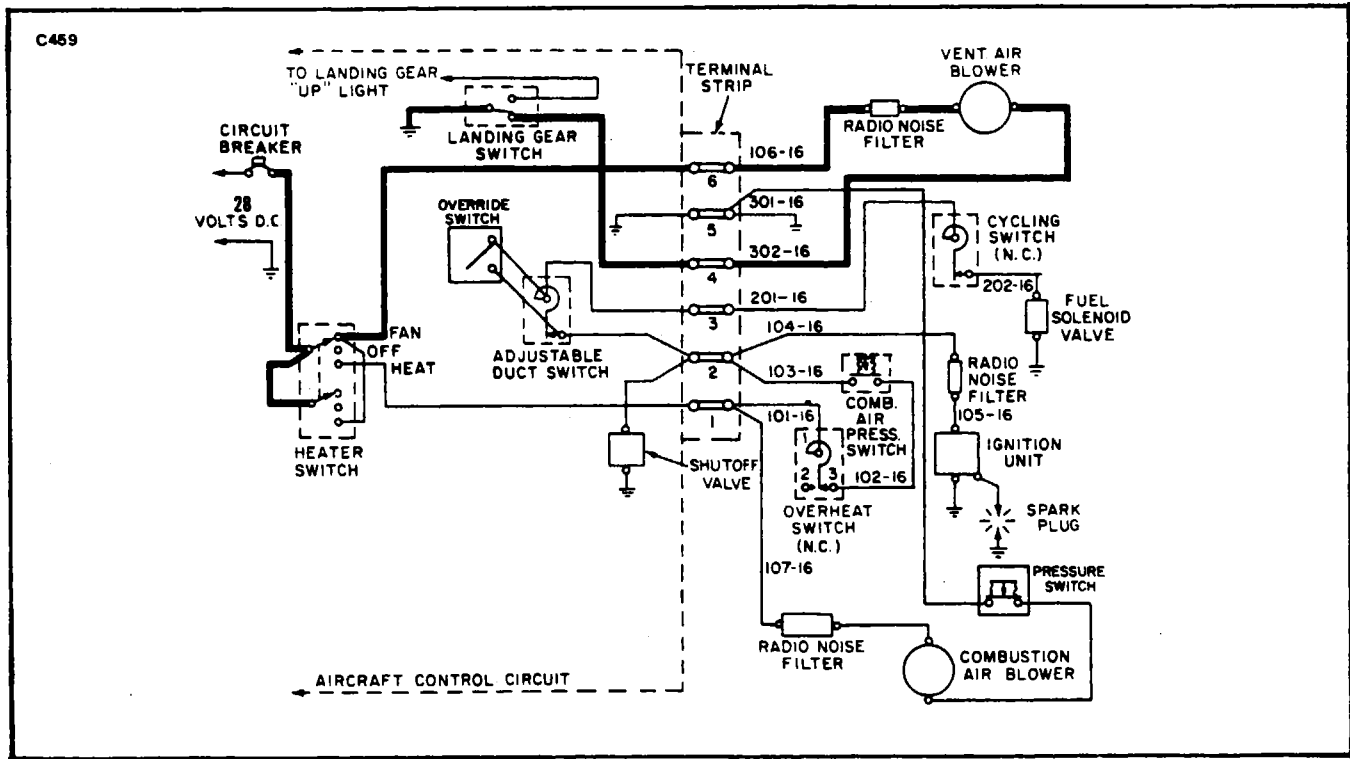 C459
TO LANDING GEAR
"UP" LIGHT
LANDING GEAR
SWITCH
TERMINAL
STRIP
VENT. AIR
BLOWER
RADIO NOISE
FILTER
CIRCUIT
BREAKER
28
VOLTS D.C
OVERRIDE
SWITCH
106-16
6
301-16
5
302-16
4
201-16
3
104-16
2
103-16
101-16
1
CYCLING
SWITCH
(N.C.)
202-16
FUEL
SOLENOID
VALVE
ADJUSTABLE
DUCT SWITCH
FAN
OFF
HEAT
HEATER
SWITCH
SHUTOFF
VALVE
COMB.
AIR
PRESS.
SWITCH
RADIO
NOISE
FILTER
105-16
IGNITION
UNIT
1
2 3
102-16
OVERHEAT
SWITCH
(N.C.)
SPARK
PLUG
107-16
PRESSURE
SWITCH
RADIO NOISE
FILTER
COMBUSTION
AIR BLOWER
AIRCRAFT CONTROL CIRCUIT